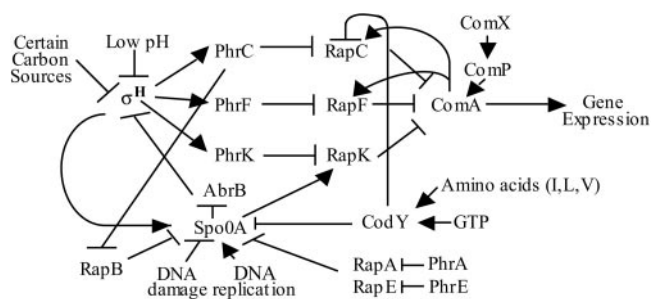 Certain
Carbon
Sources
Low pH
σH
PhrC
RapC
ComX
ComP
PhrF
RapF
ComA
Gene
Expression
PhrK
RapK
AbrB
Spo0A
CodY
Amino acids (I,L,V)
GTP
RapB
DNA
damage
DNA
replication
RapA
PhrA
RapE
PhrE